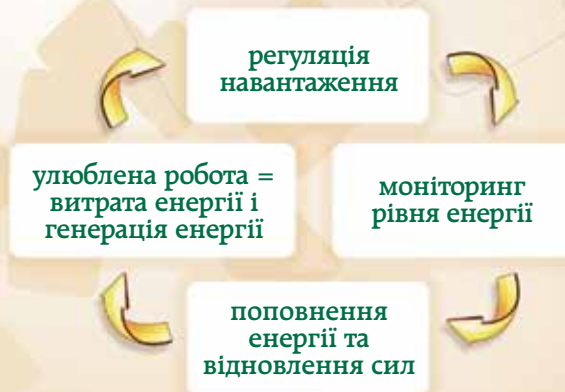 регуляція
навантаження
улюблена робота =
витрата енергії і
генерація енергії
моніторинг
рівня енергії
поповнення
енергії та
відновлення сил